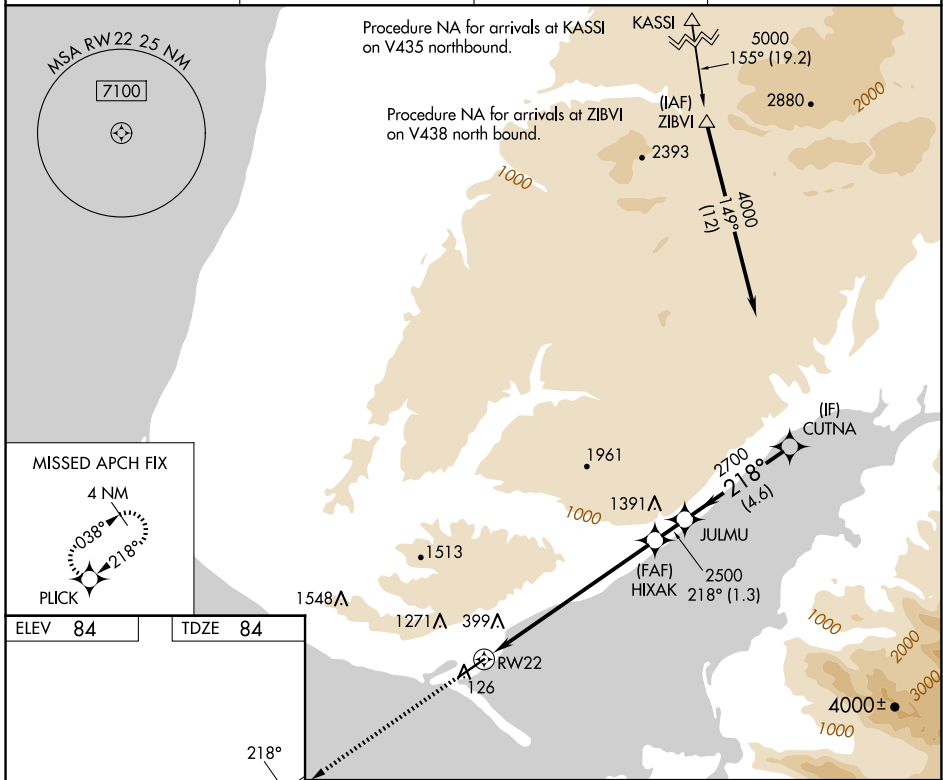 Procedure NA for arrivals at KASSI
on V435 northbound.
KASSI
5000
155° (19.2)
MSA RW22 25 NM
7100
2880
2000
Procedure NA for arrivals at ZIBVI
on V438 north bound.
(IAF)
ZIBVI
2393
1000
4000
149°
(12)
(IF)
CUTNA
MISSED APCH FIX
4 NM
038°
218°
PLICK
1961
2700
218°
(4.6)
1391
1000
JULMU
(FAF)
HIXAK
2500
218° (1.3)
1513
1548
1271
399
1000
2000
3000
ELEV 84
TDZE 84
RW22
126
4000±
1000
218°